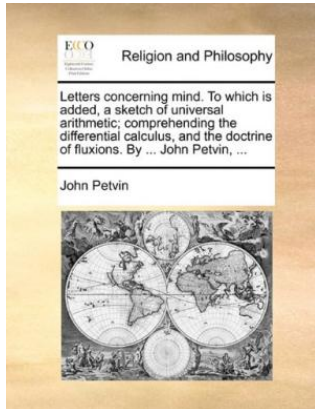 ECCO
Religion and Philosophy
Letters concerning mind. To which is
added, a sketch of universal
arithmetic; comprehending the
differential calculus, and the doctrine
of fluxions. By ... John Petvin, ...
John Petvin